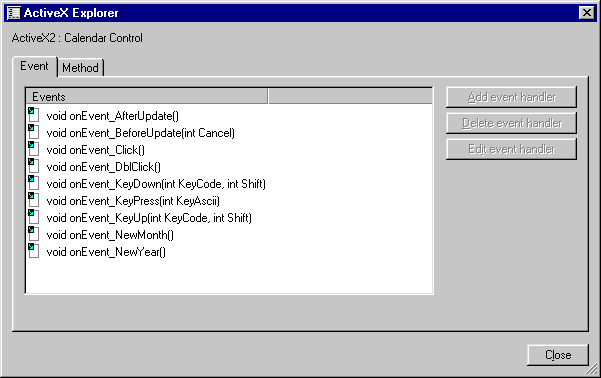 ActiveX Explorer
ActiveX2 : Calendar Control
Event Method
Events
void onEvent_AfterUpdate()
void onEvent_BeforeUpdate(int Cancel)
void onEvent_Click()
void onEvent_DblClick()
void onEvent_KeyDown(int KeyCode, int Shift)
void onEvent_KeyPress(int KeyAscii)
void onEvent_KeyUp(int KeyCode, int Shift)
void onEvent_NewMonth()
void onEvent_NewYear()
Add event handler
Delete event handler
Edit event handler
Close